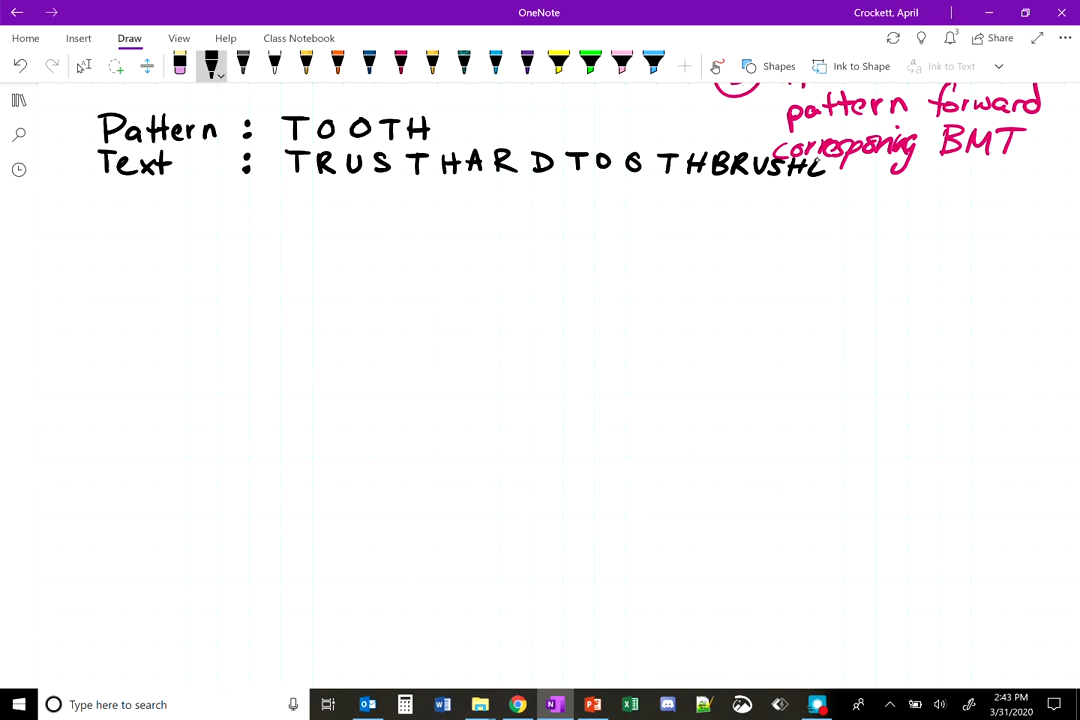 OneNote
Crockett, April
Home Insert Draw View Help Class Notebook
3
Share
Shapes Ink to Shape Ink to Text
pattern forward
corresponing BMT
Pattern : TOOTH
Text : TRUSTHARDTOOTHBRUSH
Type here to search
2:43 PM
3/31/2020